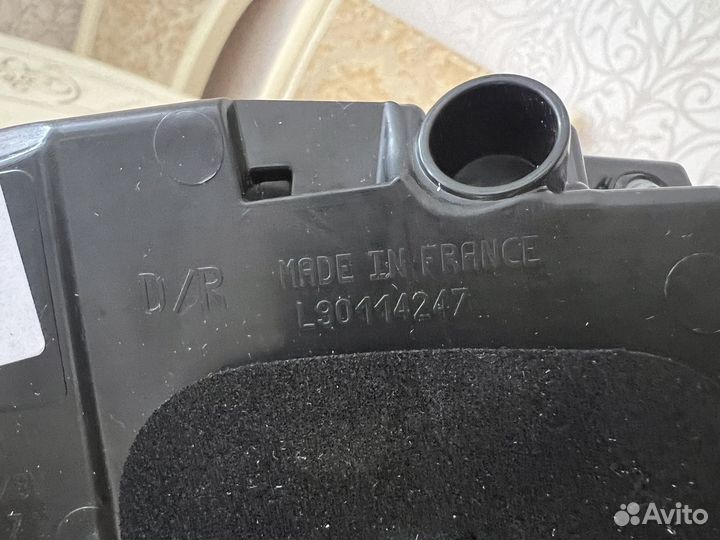 MADE IN FRANCE
D/R
L90114247
Avito